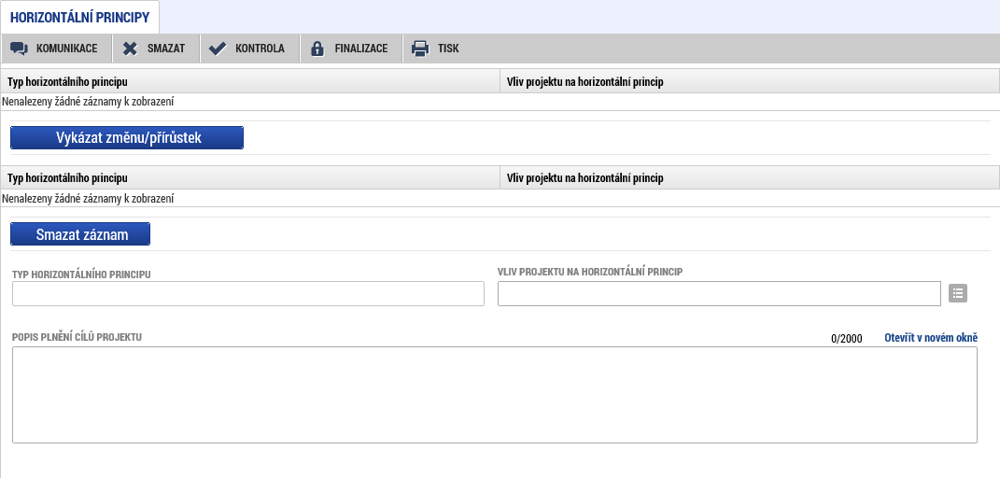 HORIZONTÁLNÍ PRINCIPY
KOMUNIKACE SMAZAT KONTROLA FINALIZACE TISK
Typ horizontálního principu Vliv projektu na horizontální princip
Nenalezeny žádné záznamy k zobrazení
Vykázat změnu/přírůstek
Typ horizontálního principu Vliv projektu na horizontální princip
Nenalezeny žádné záznamy k zobrazení
Smazat záznam
TYP HORIZONTÁLNÍHO PRINCIPU VLIV PROJEKTU NA HORIZONTÁLNÍ PRINCIP
POPIS PLNĚNÍ CÍLŮ PROJEKTU 0/2000 Otevřít v novém okně